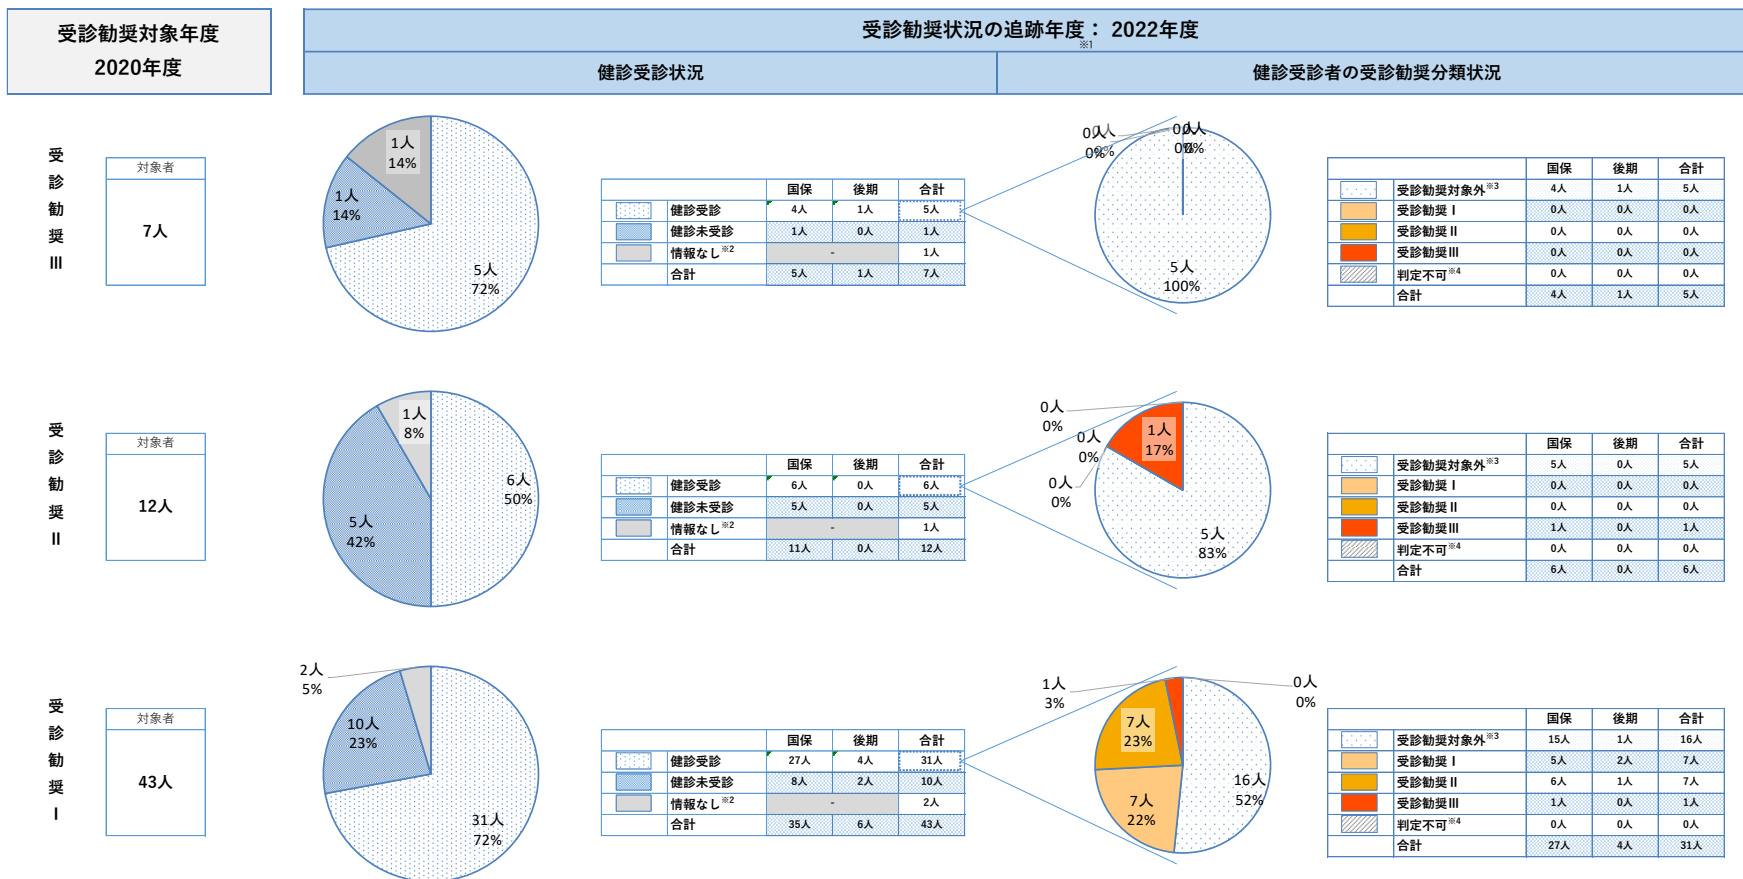 受診勧奨対象年度
2020年度
受診勧奨状況の追跡年度： 2022年度
※1
健診受診状況
健診受診者の受診勧奨分類状況
受診勧奨Ⅲ
対象者
7人
1人
14%
1人
14%
5人
72%
国保 後期 合計
健診受診 4人 1人 5人
健診未受診 1人 0人 1人
情報なし※2 - 1人
合計 5人 1人 7人
0人
0%
0人
0%
0人
0%
0人
0%
5人
100%
国保 後期 合計
受診勧奨対象外※3 4人 1人 5人
受診勧奨Ⅰ 0人 0人 0人
受診勧奨Ⅱ 0人 0人 0人
受診勧奨Ⅲ 0人 0人 0人
判定不可※4 0人 0人 0人
合計 4人 1人 5人
受診勧奨Ⅱ
対象者
12人
1人
8%
5人
42%
6人
50%
国保 後期 合計
健診受診 6人 0人 6人
健診未受診 5人 0人 5人
情報なし※2 - 1人
合計 11人 0人 12人
0人
0%
0人
0%
0人
0%
1人
17%
5人
83%
国保 後期 合計
受診勧奨対象外※3 5人 0人 5人
受診勧奨Ⅰ 0人 0人 0人
受診勧奨Ⅱ 0人 0人 0人
受診勧奨Ⅲ 1人 0人 1人
判定不可※4 0人 0人 0人
合計 6人 0人 6人
受診勧奨Ⅰ
対象者
43人
2人
5%
10人
23%
31人
72%
国保 後期 合計
健診受診 27人 4人 31人
健診未受診 8人 2人 10人
情報なし※2 - 2人
合計 35人 6人 43人
1人
3%
0人
0%
7人
23%
7人
22%
16人
52%
国保 後期 合計
受診勧奨対象外※3 15人 1人 16人
受診勧奨Ⅰ 5人 2人 7人
受診勧奨Ⅱ 6人 1人 7人
受診勧奨Ⅲ 1人 0人 1人
判定不可※4 0人 0人 0人
合計 27人 4人 31人